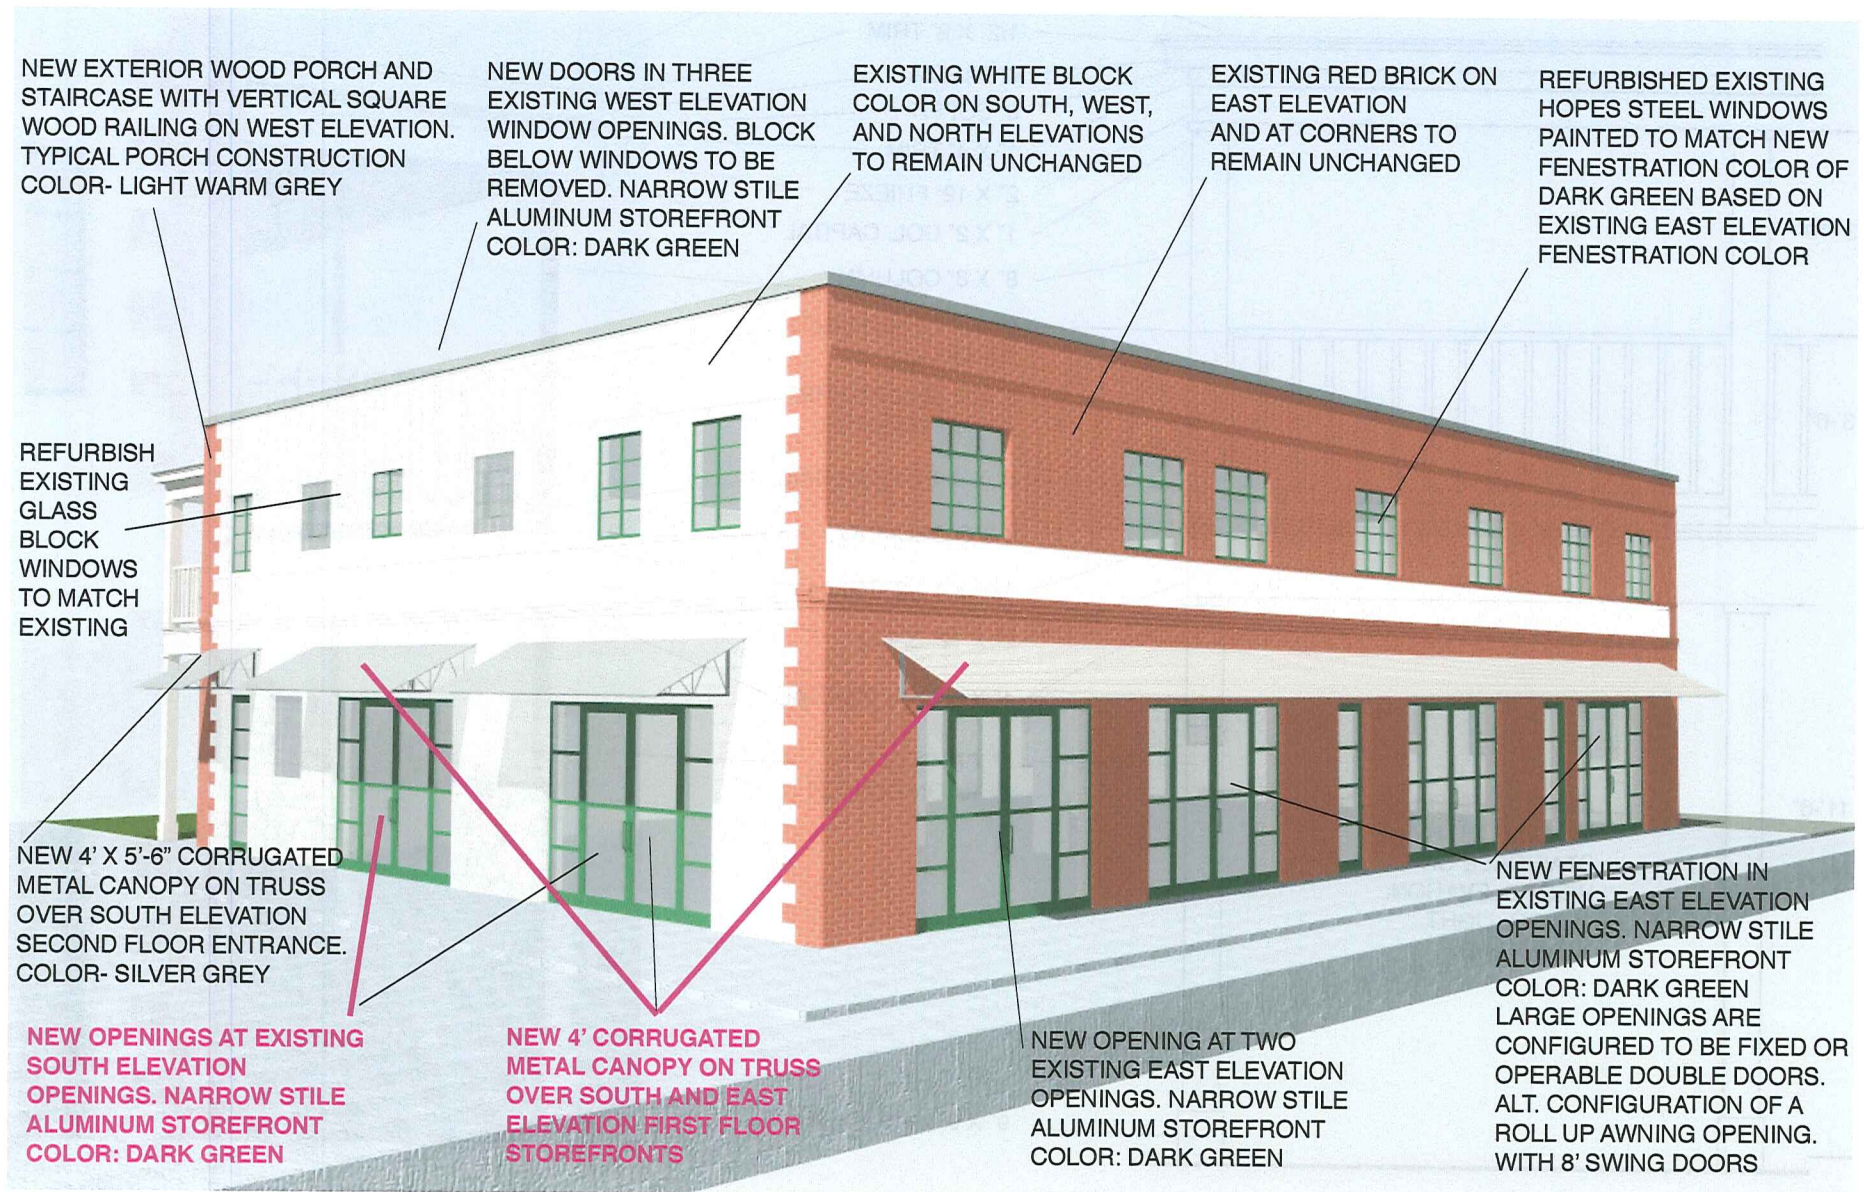 NEW EXTERIOR WOOD PORCH AND
STAIRCASE WITH VERTICAL SQUARE
WOOD RAILING ON WEST ELEVATION.
TYPICAL PORCH CONSTRUCTION
COLOR- LIGHT WARM GREY
NEW DOORS IN THREE
EXISTING WEST ELEVATION
WINDOW OPENINGS. BLOCK
BELOW WINDOWS TO BE
REMOVED. NARROW STILE
ALUMINUM STOREFRONT
COLOR: DARK GREEN
EXISTING WHITE BLOCK
COLOR ON SOUTH, WEST,
AND NORTH ELEVATIONS
TO REMAIN UNCHANGED
EXISTING RED BRICK ON
EAST ELEVATION
AND AT CORNERS TO
REMAIN UNCHANGED
REFURBISHED EXISTING
HOPES STEEL WINDOWS
PAINTED TO MATCH NEW
FENESTRATION COLOR OF
DARK GREEN BASED ON
EXISTING EAST ELEVATION
FENESTRATION COLOR
REFURBISH
EXISTING
GLASS
BLOCK
WINDOWS
TO MATCH
EXISTING
NEW 4' X 5'-6" CORRUGATED
METAL CANOPY ON TRUSS
OVER SOUTH ELEVATION
SECOND FLOOR ENTRANCE.
COLOR- SILVER GREY
NEW OPENINGS AT EXISTING
SOUTH ELEVATION
OPENINGS. NARROW STILE
ALUMINUM STOREFRONT
COLOR: DARK GREEN
NEW 4' CORRUGATED
METAL CANOPY ON TRUSS
OVER SOUTH AND EAST
ELEVATION FIRST FLOOR
STOREFRONTS
NEW OPENING AT TWO
EXISTING EAST ELEVATION
OPENINGS. NARROW STILE
ALUMINUM STOREFRONT
COLOR: DARK GREEN
NEW FENESTRATION IN
EXISTING EAST ELEVATION
OPENINGS. NARROW STILE
ALUMINUM STOREFRONT
COLOR: DARK GREEN
LARGE OPENINGS ARE
CONFIGURED TO BE FIXED OR
OPERABLE DOUBLE DOORS.
ALT. CONFIGURATION OF A
ROLL UP AWNING OPENING.
WITH 8' SWING DOORS